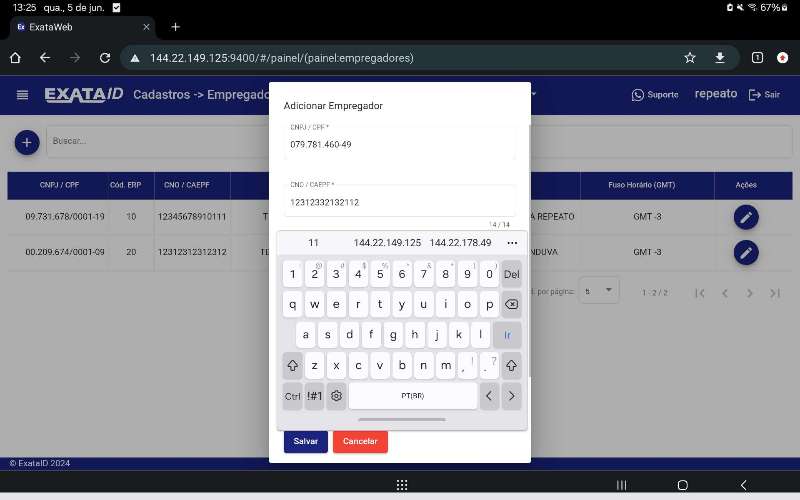 13:25 qua., 5 de jun.
67%
ExataWeb
144.22.149.125:9400/#/painel/(painel:empregadores)
1
EXATAID
Cadastros -> Empregado
Suporte
repeato
Sair
Buscar...
CNPJ / CPF
Cód. ERP
CNO / CAEPF
Fuso Horário (GMT)
Ações
09.731.678/0001-19
10
12345678910111
A REPEATO
GMT -3
00.209.674/0001-09
20
12312312312312
NDUVA
GMT -3
por página:
5
1 - 2 / 2
Adicionar Empregador
CNPJ / CPF *
079.781.460-49
CNO / CAEPF *
12312332132112
14 / 14
11 144.22.149.125 144.22.178.49
1 2 3 4 5 6 7 8 9 0 Del
q w e r t y u i o p
a s d f g h j k l Ir
z x c v b n m , ! . ?
Ctrl !#1 PT(BR)
Salvar
Cancelar
© ExataID 2024